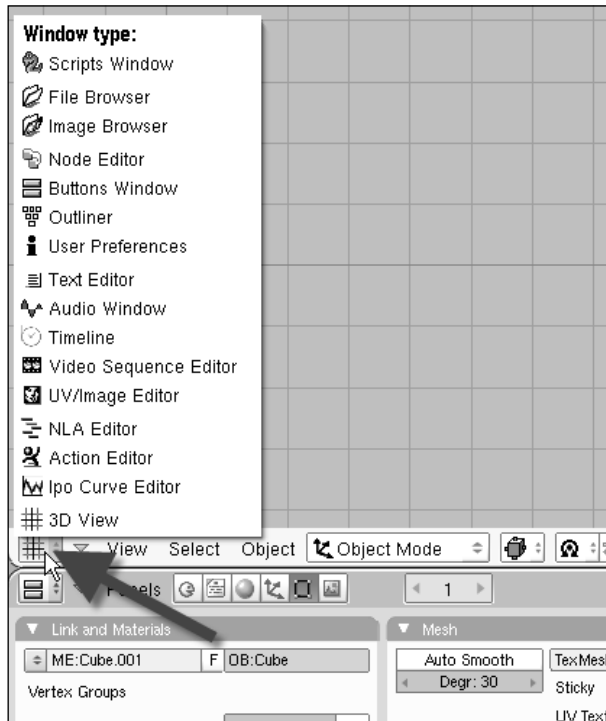 Window type:
Scripts Window
File Browser
Image Browser
Node Editor
Buttons Window
Outliner
User Preferences
Text Editor
Audio Window
Timeline
Video Sequence Editor
UV/Image Editor
NLA Editor
Action Editor
Ipo Curve Editor
3D View
View Select Object Object Mode
1
Link and Materials Mesh
ME:Cube.001 F OB:Cube Auto Smooth TexMesh
Degr: 30 Sticky
Vertex Groups UV Text